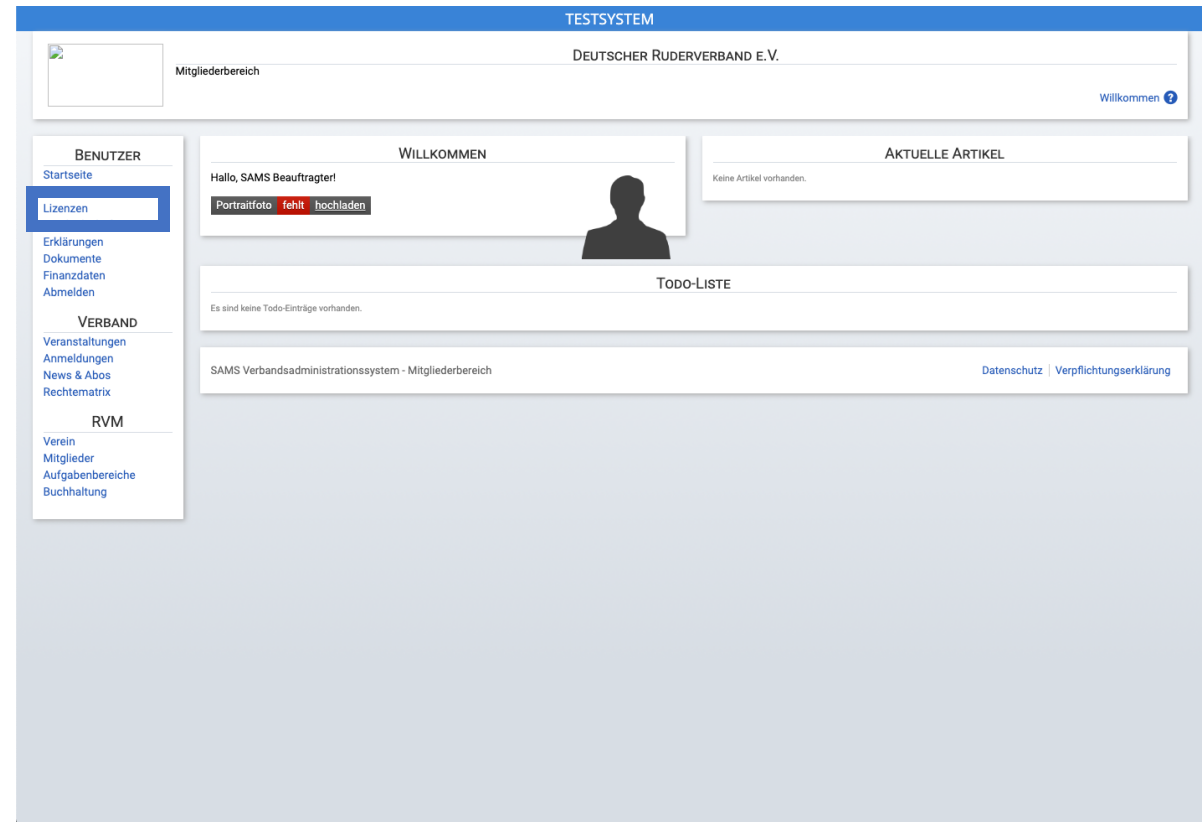 TESTSYSTEM
Deutscher Ruderverband e.V.
Mitgliederbereich
Willkommen ?
Benutzer
Startseite
Lizenzen
Erklärungen
Dokumente
Finanzdaten
Abmelden
Verband
Veranstaltungen
Anmeldungen
News & Abos
Rechtematrix
RVM
Verein
Mitglieder
Aufgabenbereiche
Buchhaltung
Willkommen
Hallo, SAMS Beauftragter!
Portraitfoto fehlt hochladen
Aktuelle Artikel
Keine Artikel vorhanden.
Todo-Liste
Es sind keine Todo-Einträge vorhanden.
SAMS Verbandsadministrationssystem - Mitgliederbereich
Datenschutz | Verpflichtungserklärung